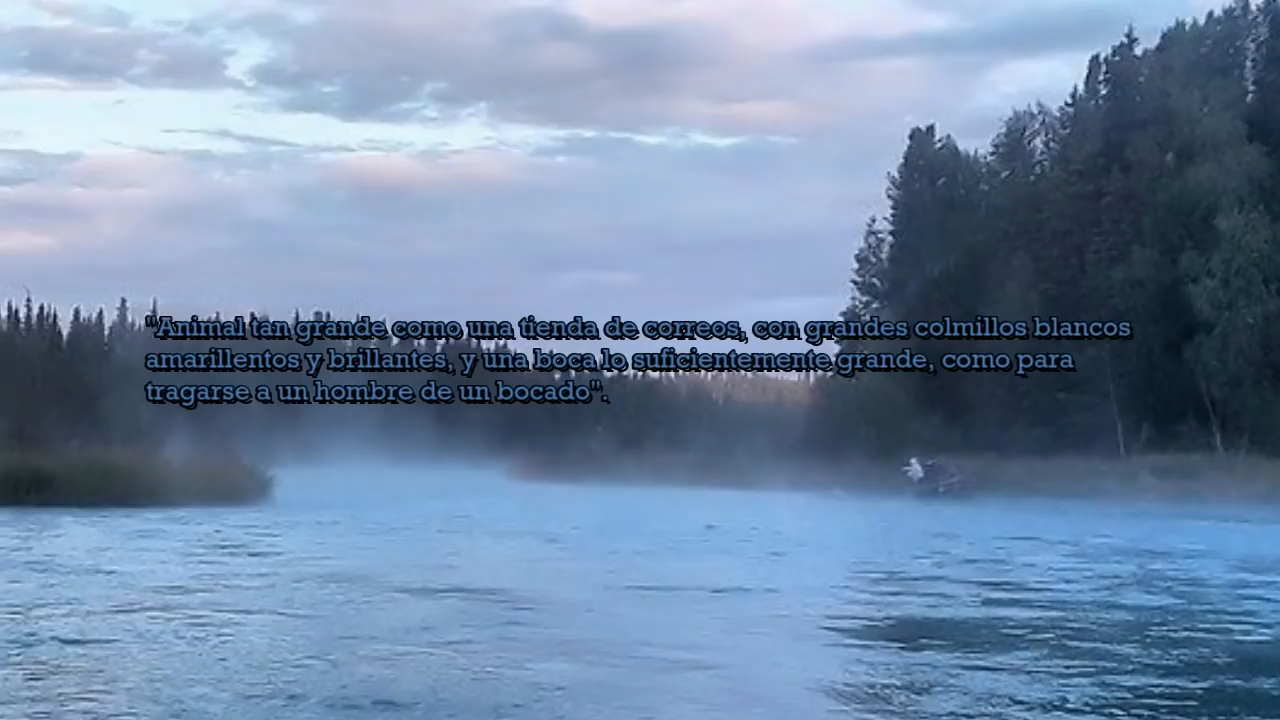 "Animal tan grande como una tienda de correos, con grandes colmillos blancos
amarillentos y brillantes, y una boca lo suficientemente grande, como para
tragarse a un hombre de un bocado".